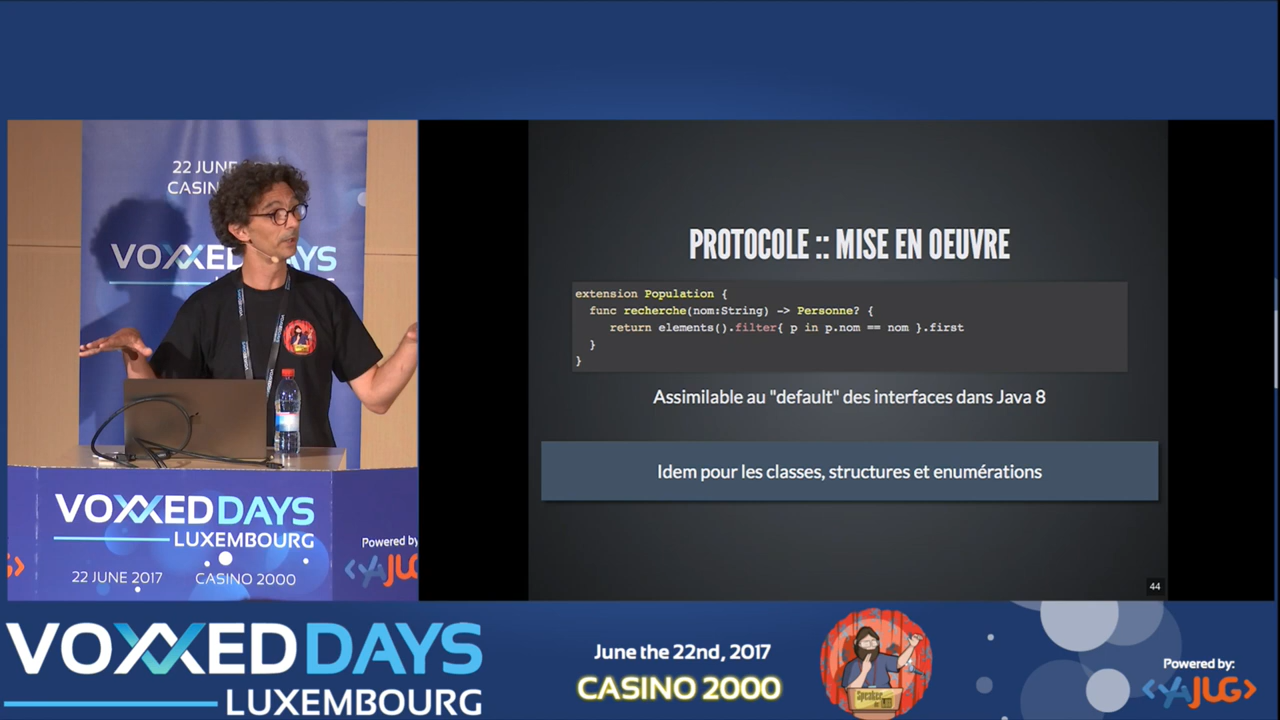 22 JUNE
CASIN
VOXXED DAYS
VOXXED DAYS
LUXEMBOURG
22 JUNE 2017
CASINO 2000
Powered by
YAJUG
PROTOCOLE :: MISE EN OEUVRE
extension Population {
func recherche(nom:String) -> Personne? {
return elements().filter{ p in p.nom == nom }.first
}
}
Assimilable au "default" des interfaces dans Java 8
Idem pour les classes, structures et enumérations
44
VOXXED DAYS
LUXEMBOURG
June the 22nd, 2017
CASINO 2000
Speaker
Powered by:
<YAJUG>